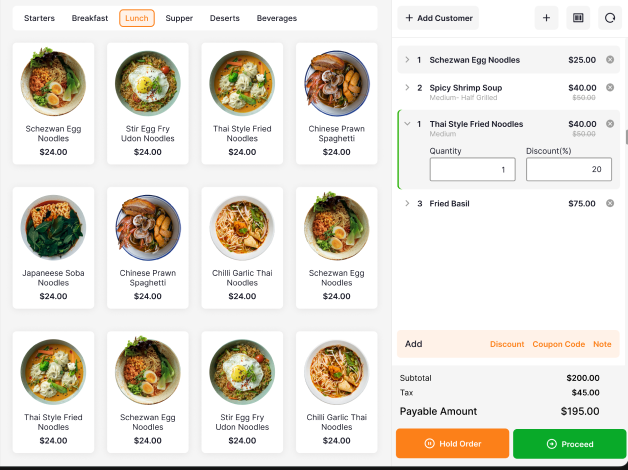 Starters Breakfast Lunch Supper Deserts Beverages
Schezwan Egg
Noodles
$24.00
Stir Egg Fry
Udon Noodles
$24.00
Thai Style Fried
Noodles
$24.00
Chinese Prawn
Spaghetti
$24.00
Japaneese Soba
Noodles
$24.00
Chinese Prawn
Spaghetti
$24.00
Chilli Garlic Thai
Noodles
$24.00
Schezwan Egg
Noodles
$24.00
Thai Style Fried
Noodles
$24.00
Schezwan Egg
Noodles
$24.00
Stir Egg Fry
Udon Noodles
$24.00
Chilli Garlic Thai
Noodles
$24.00
+ Add Customer
1 Schezwan Egg Noodles $25.00
2 Spicy Shrimp Soup $40.00
Medium- Half Grilled $50.00
1 Thai Style Fried Noodles $40.00
Medium $50.00
Quantity Discount(%)
1 20
3 Fried Basil $75.00
Add Discount Coupon Code Note
Subtotal $200.00
Tax $45.00
Payable Amount $195.00
Hold Order Proceed